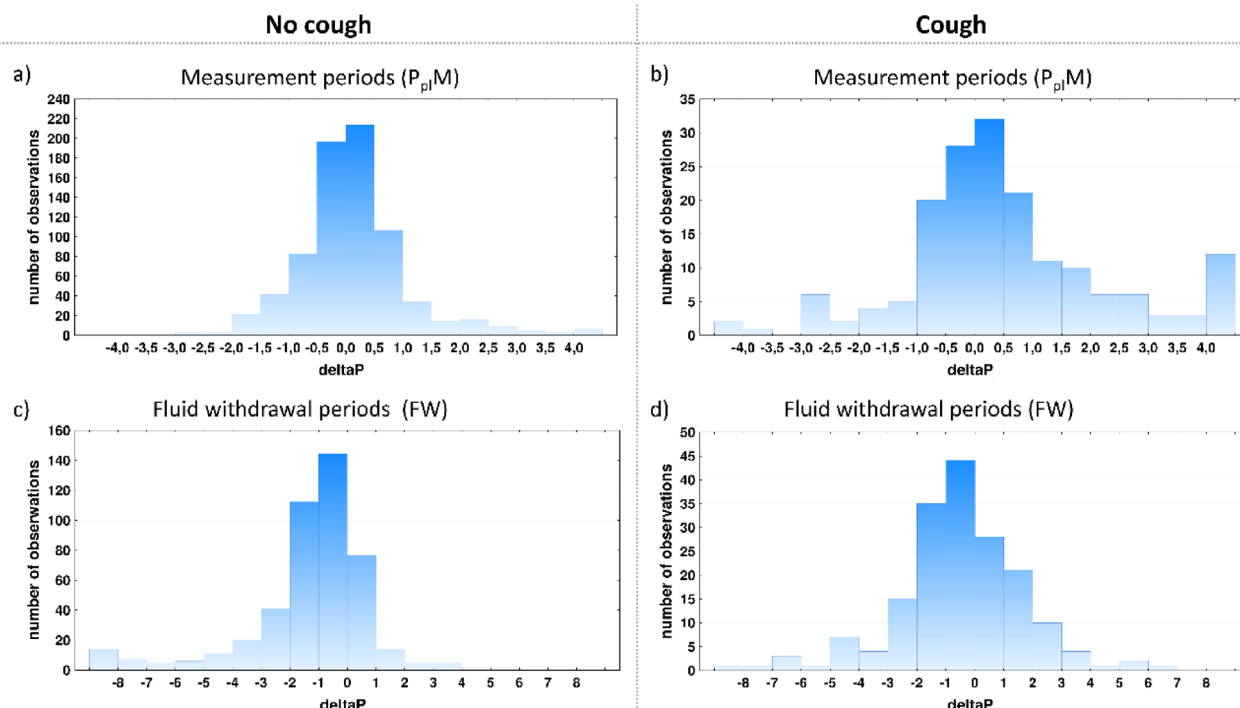 No cough
Cough
a)
Measurement periods (PplM)
number of observations
240
220
200
180
160
140
120
100
80
60
40
20
0
-4,0 -3,5 -3,0 -2,5 -2,0 -1,5 -1,0 -0,5 0,0 0,5 1,0 1,5 2,0 2,5 3,0 3,5 4,0
deltaP
b)
Measurement periods (PplM)
number of observations
35
30
25
20
15
10
5
0
-4,0 -3,5 -3,0 -2,5 -2,0 -1,5 -1,0 -0,5 0,0 0,5 1,0 1,5 2,0 2,5 3,0 3,5 4,0
deltaP
c)
Fluid withdrawal periods (FW)
number of obserwations
160
140
120
100
80
60
40
20
0
-8 -7 -6 -5 -4 -3 -2 -1 0 1 2 3 4 5 6 7 8
deltaP
d)
Fluid withdrawal periods (FW)
number of observations
50
45
40
35
30
25
20
15
10
5
0
-8 -7 -6 -5 -4 -3 -2 -1 0 1 2 3 4 5 6 7 8
deltaP